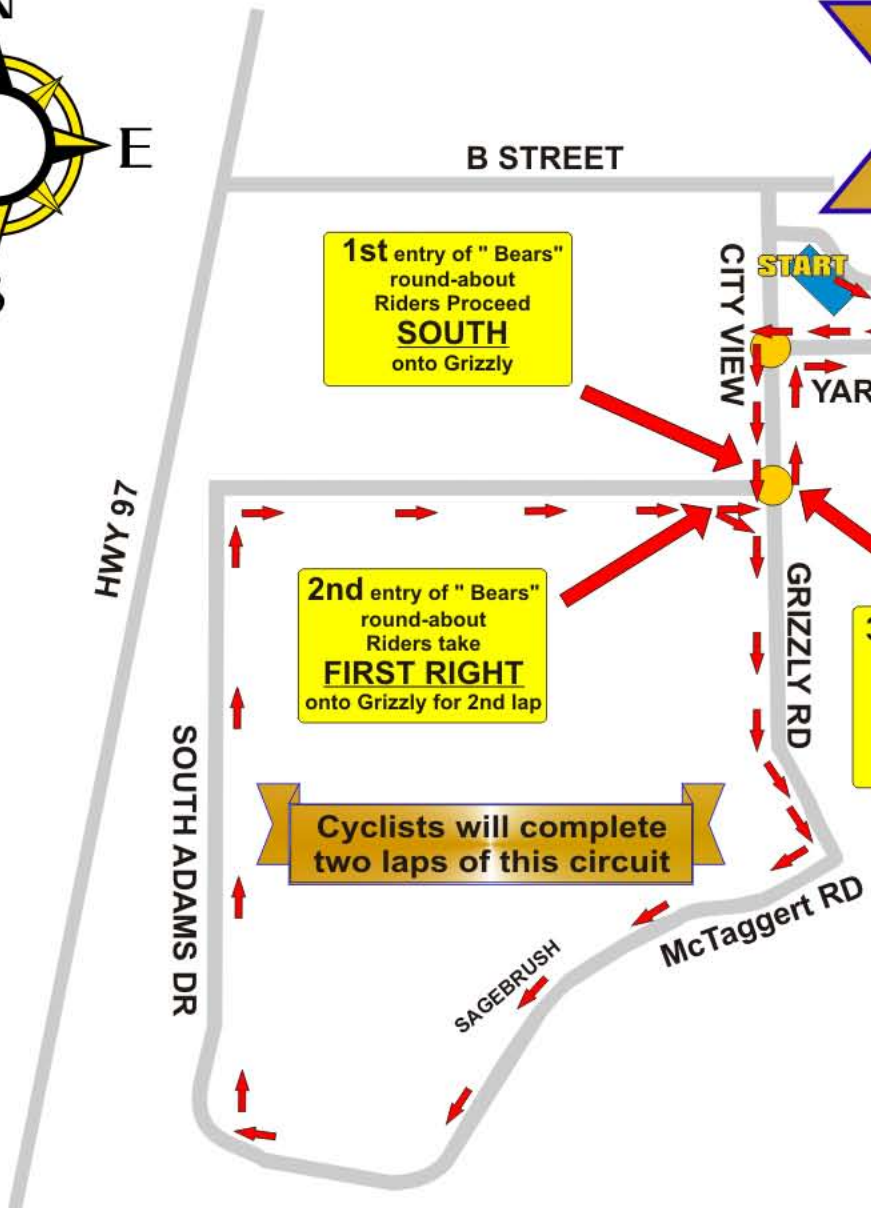 N
E
B STREET
1st entry of " Bears"
round-about
Riders Proceed
SOUTH
onto Grizzly
CITY VIEW
START
YAR
HWY 97
2nd entry of " Bears"
round-about
Riders take
FIRST RIGHT
onto Grizzly for 2nd lap
GRIZZLY RD
SOUTH ADAMS DR
Cyclists will complete
two laps of this circuit
McTaggert RD
SAGEBRUSH